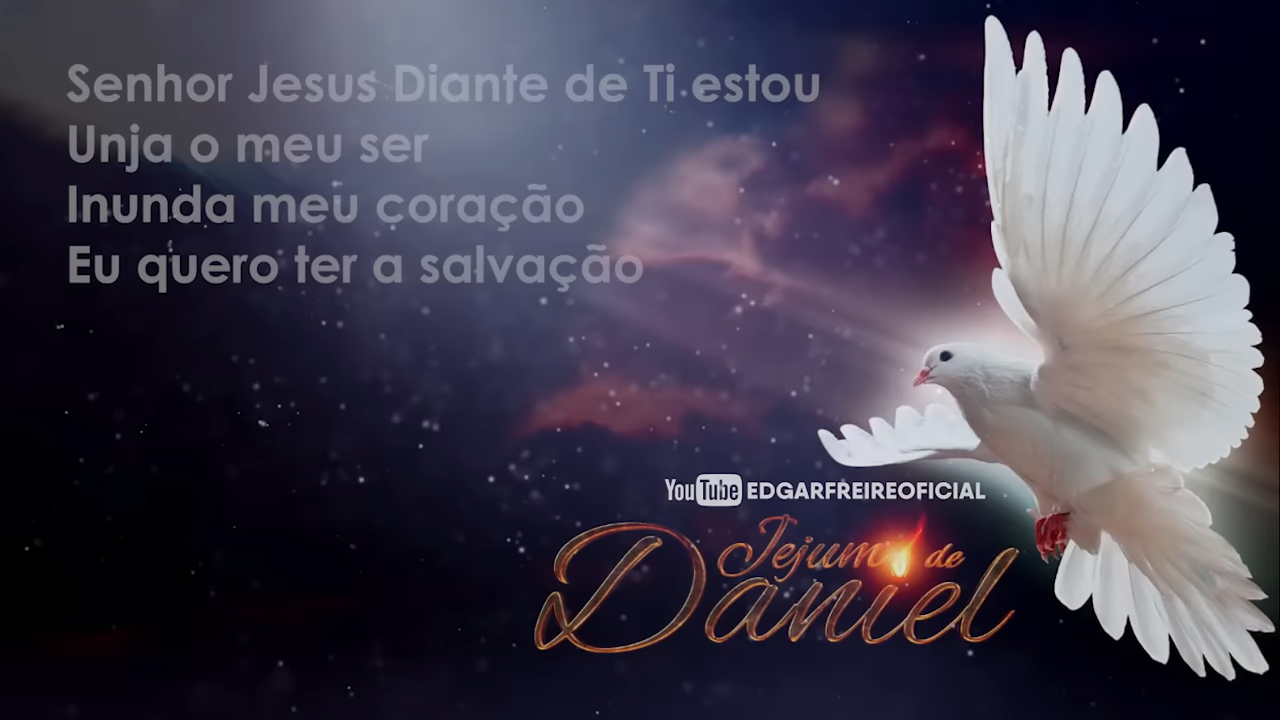 Senhor Jesus Diante de Ti estou
Unja o meu ser
Inunda meu coração
Eu quero ter a salvação
YouTube EDGARFREIREOFICIAL
Jejum de
Daniel